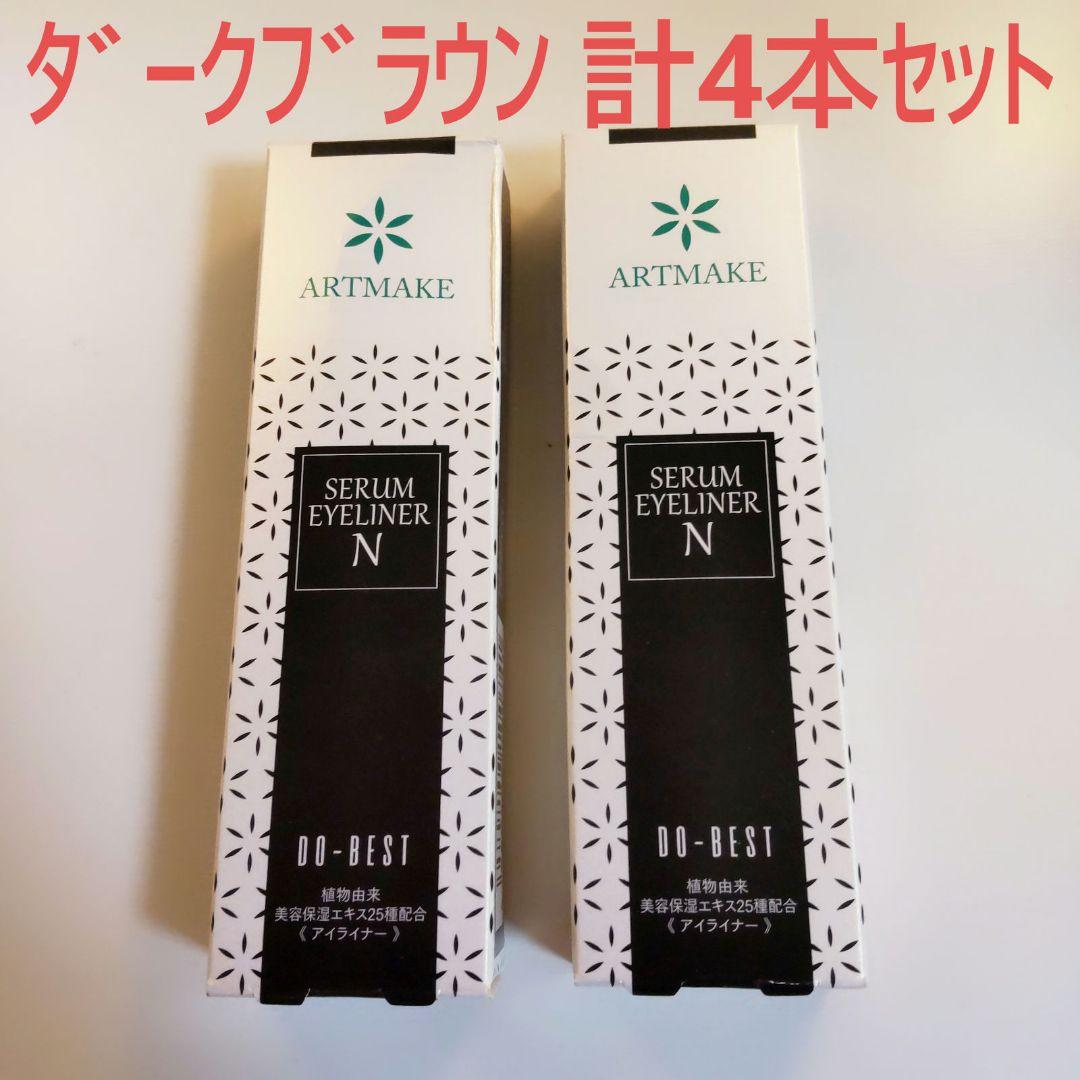 ﾀﾞｰｸﾌﾞﾗｳﾝ 計4本ｾｯﾄ
ARTMAKE
SERUM
EYELINER
N
DO-BEST
植物由来
美容保湿エキス25種配合
《 アイライナー 》
ARTMAKE
SERUM
EYELINER
N
DO-BEST
植物由来
美容保湿エキス25種配合
《 アイライナー 》